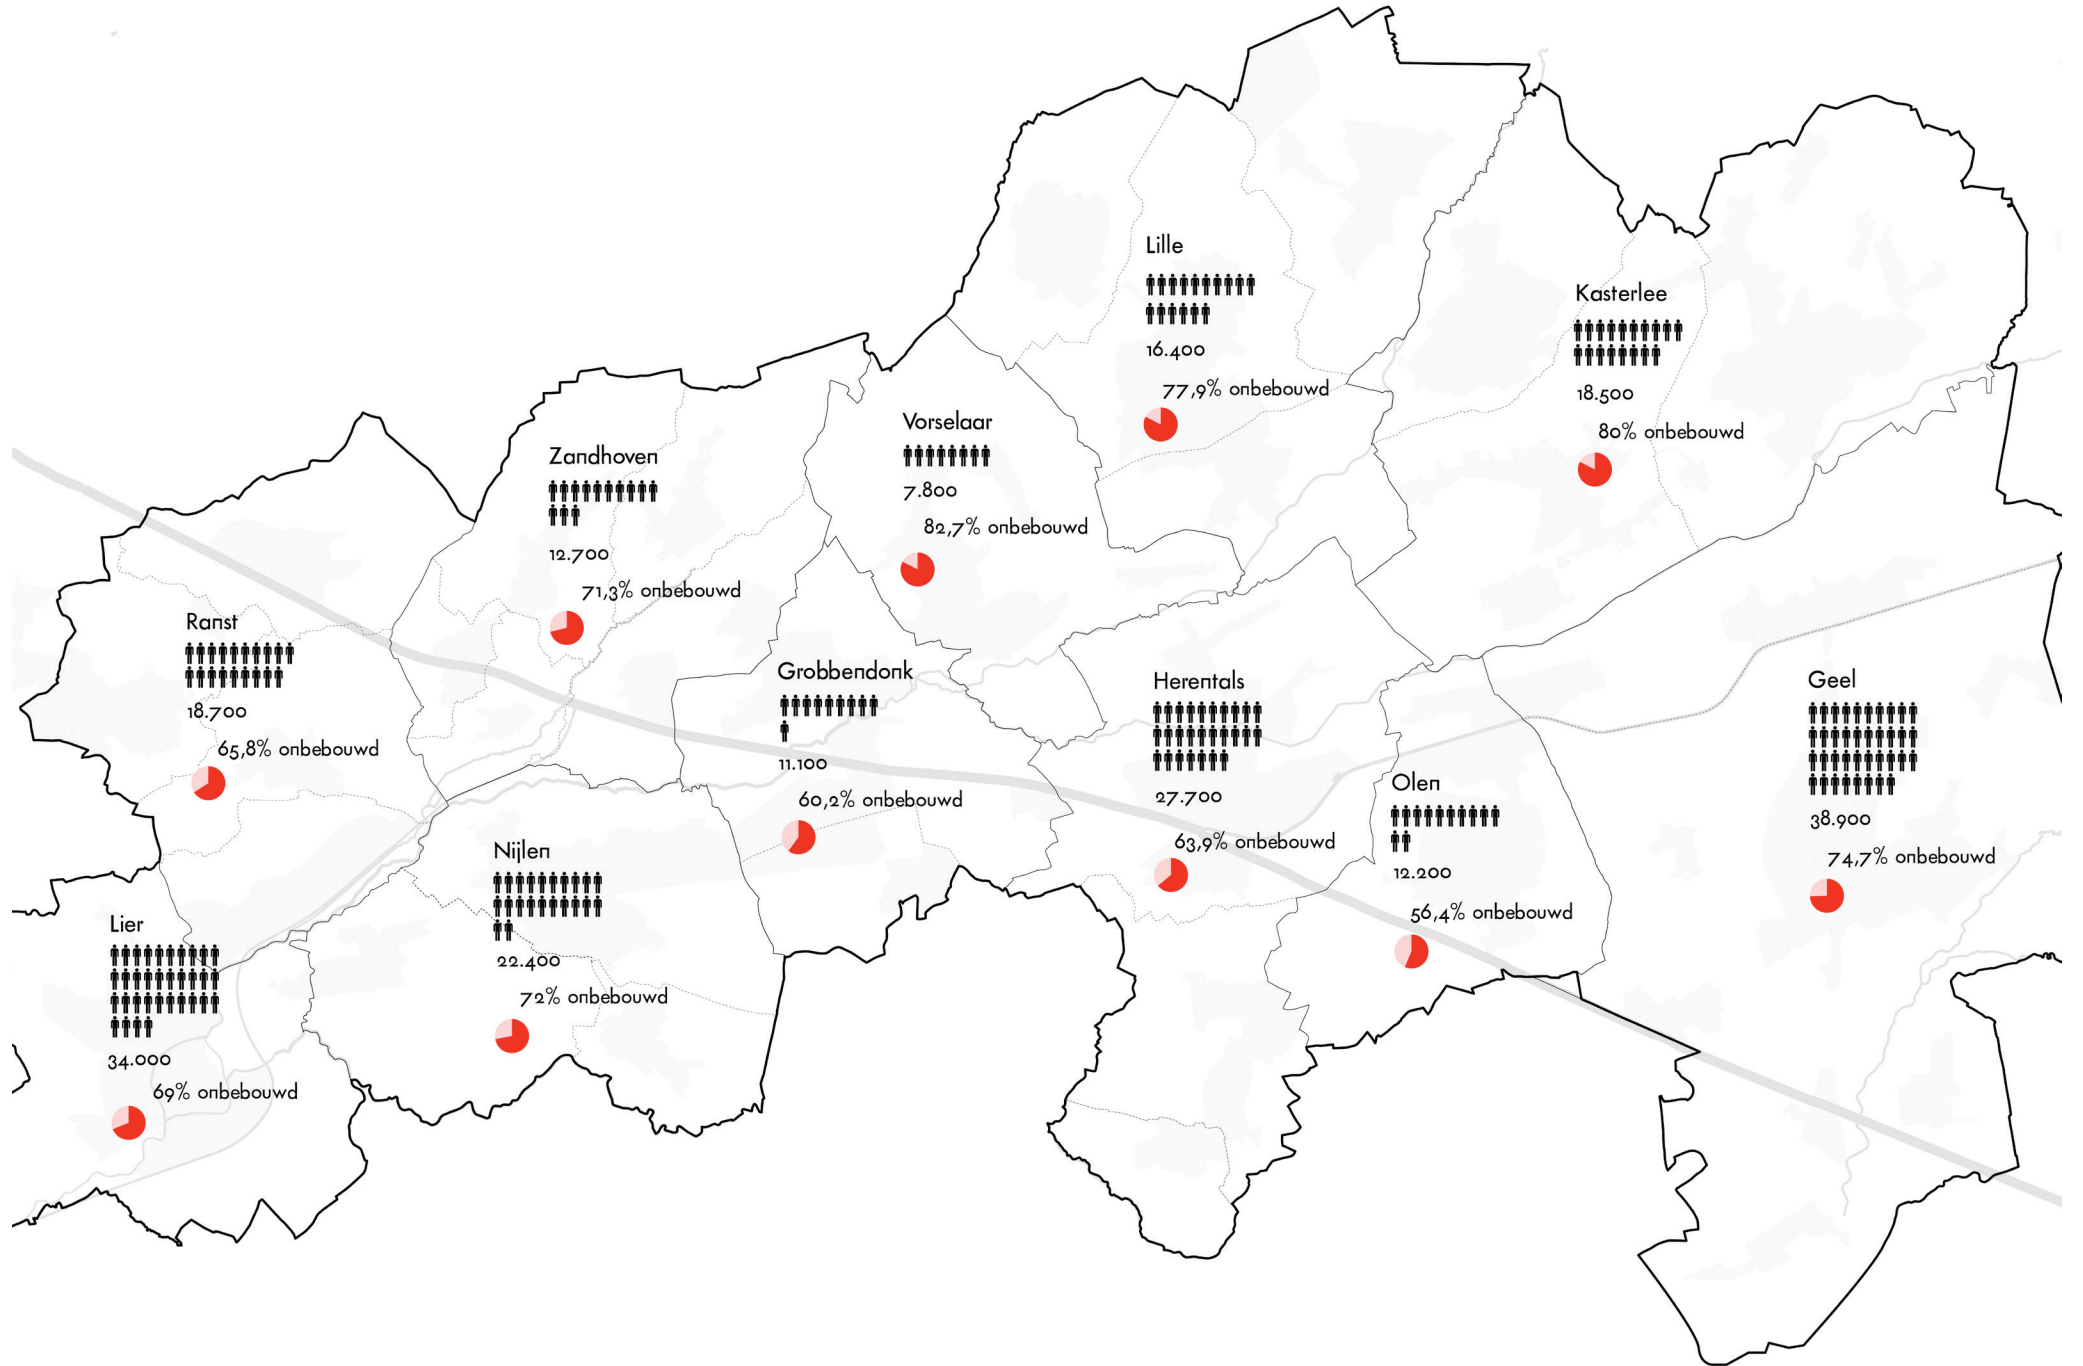 Lille
16.400
77,9% onbebouwd
Kasterlee
18.500
80% onbebouwd
Vorselaar
7.800
82,7% onbebouwd
Zandhoven
12.700
71,3% onbebouwd
Ranst
18.700
65,8% onbebouwd
Grobbendonk
11.100
60,2% onbebouwd
Herentals
27.700
63,9% onbebouwd
Geel
38.900
74,7% onbebouwd
Olen
12.200
56,4% onbebouwd
Nijlen
22.400
72% onbebouwd
Lier
34.000
69% onbebouwd